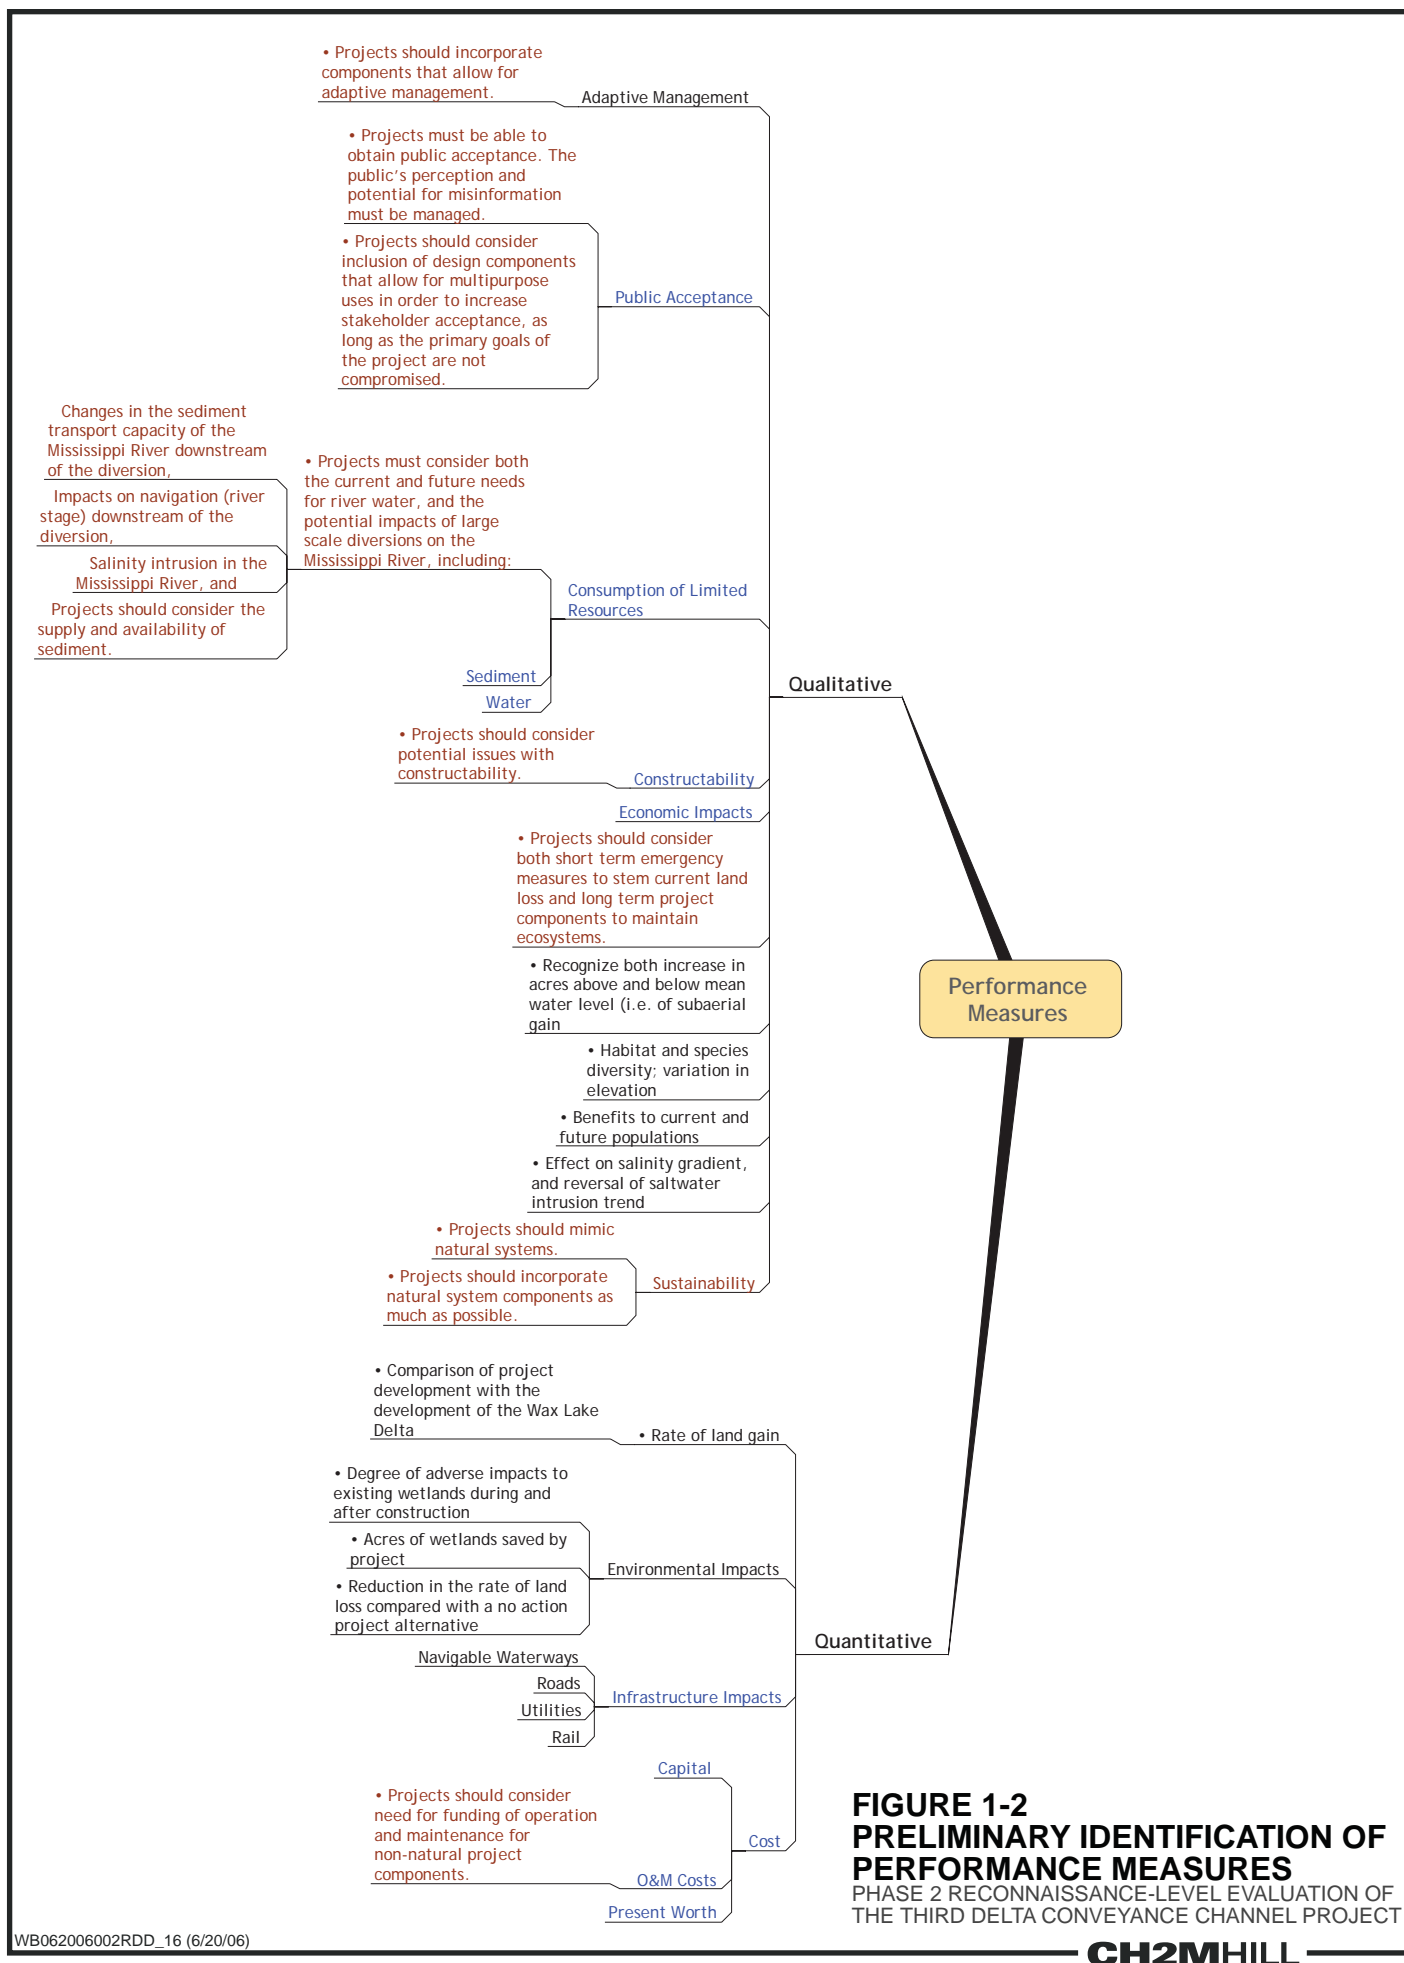 • Projects should incorporate
components that allow for
adaptive management.
Adaptive Management
• Projects must be able to
obtain public acceptance. The
public's perception and
potential for misinformation
must be managed.
• Projects should consider
inclusion of design components
that allow for multipurpose
uses in order to increase
stakeholder acceptance, as
long as the primary goals of
the project are not
compromised.
Public Acceptance
Changes in the sediment
transport capacity of the
Mississippi River downstream
of the diversion,
Impacts on navigation (river
stage) downstream of the
diversion,
Salinity intrusion in the
Mississippi River, and
Projects should consider the
supply and availability of
sediment.
• Projects must consider both
the current and future needs
for river water, and the
potential impacts of large
scale diversions on the
Mississippi River, including:
Consumption of Limited
Resources
Sediment
Water
Qualitative
• Projects should consider
potential issues with
constructability.
Constructability
Economic Impacts
• Projects should consider
both short term emergency
measures to stem current land
loss and long term project
components to maintain
ecosystems.
• Recognize both increase in
acres above and below mean
water level (i.e. of subaerial
gain
• Habitat and species
diversity; variation in
elevation
• Benefits to current and
future populations
• Effect on salinity gradient,
and reversal of saltwater
intrusion trend
• Projects should mimic
natural systems.
• Projects should incorporate
natural system components as
much as possible.
Sustainability
Performance
Measures
• Comparison of project
development with the
development of the Wax Lake
Delta
• Rate of land gain
• Degree of adverse impacts to
existing wetlands during and
after construction
• Acres of wetlands saved by
project
• Reduction in the rate of land
loss compared with a no action
project alternative
Environmental Impacts
Quantitative
Navigable Waterways
Roads
Utilities
Rail
Infrastructure Impacts
Capital
• Projects should consider
need for funding of operation
and maintenance for
non-natural project
components.
O&M Costs
Present Worth
Cost
FIGURE 1-2
PRELIMINARY IDENTIFICATION OF
PERFORMANCE MEASURES
PHASE 2 RECONNAISSANCE-LEVEL EVALUATION OF
THE THIRD DELTA CONVEYANCE CHANNEL PROJECT
WB062006002RDD_16 (6/20/06)
CH2MHILL